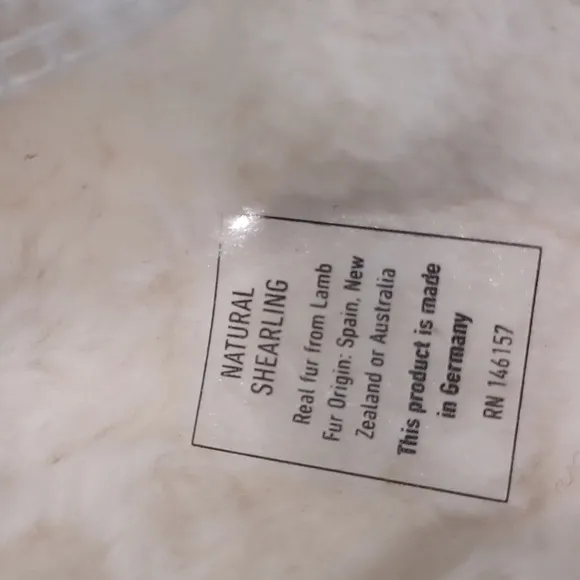 NATURAL
SHEARLING
Real fur from Lamb
Fur Origin: Spain, New
Zealand or Australia
This product is made
in Germany
RN 146157